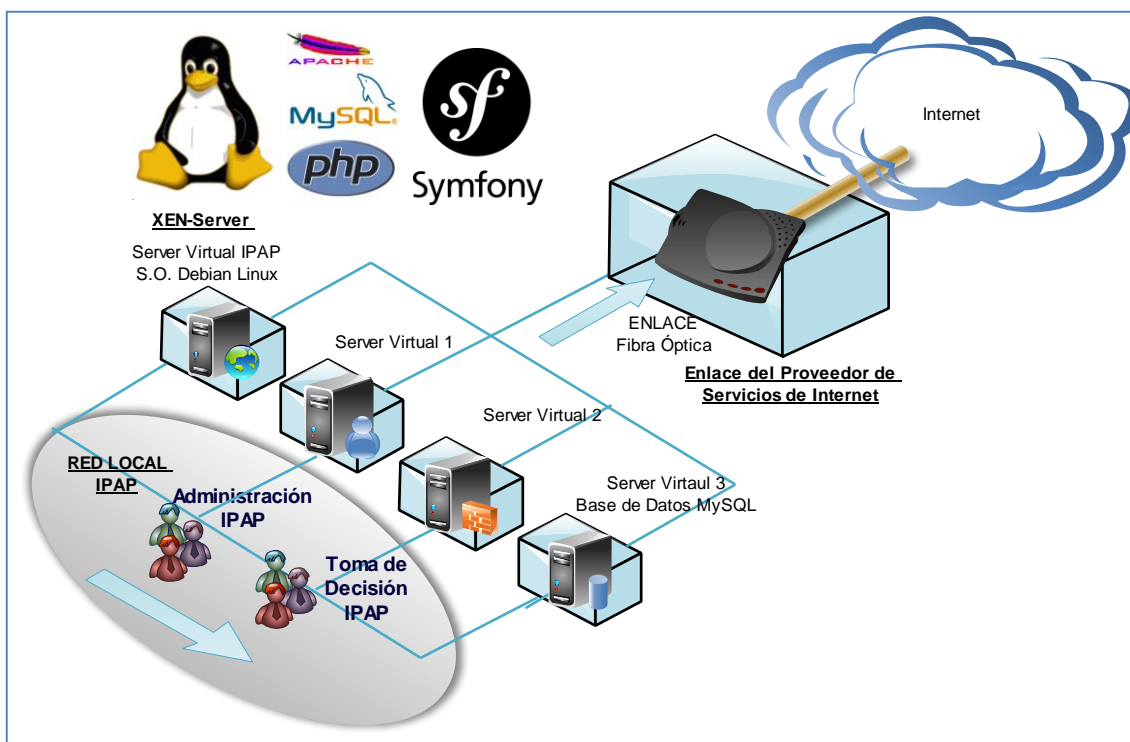 APACHE
MySQL®
php
sf
Symfony
Internet
XEN-Server
Server Virtual IPAP
S.O. Debian Linux
Server Virtual 1
ENLACE
Fibra Óptica
Enlace del Proveedor de
Servicios de Internet
Server Virtual 2
RED LOCAL
IPAP
Administración
IPAP
Server Virtaul 3
Base de Datos MySQL
Toma de
Decisión
IPAP